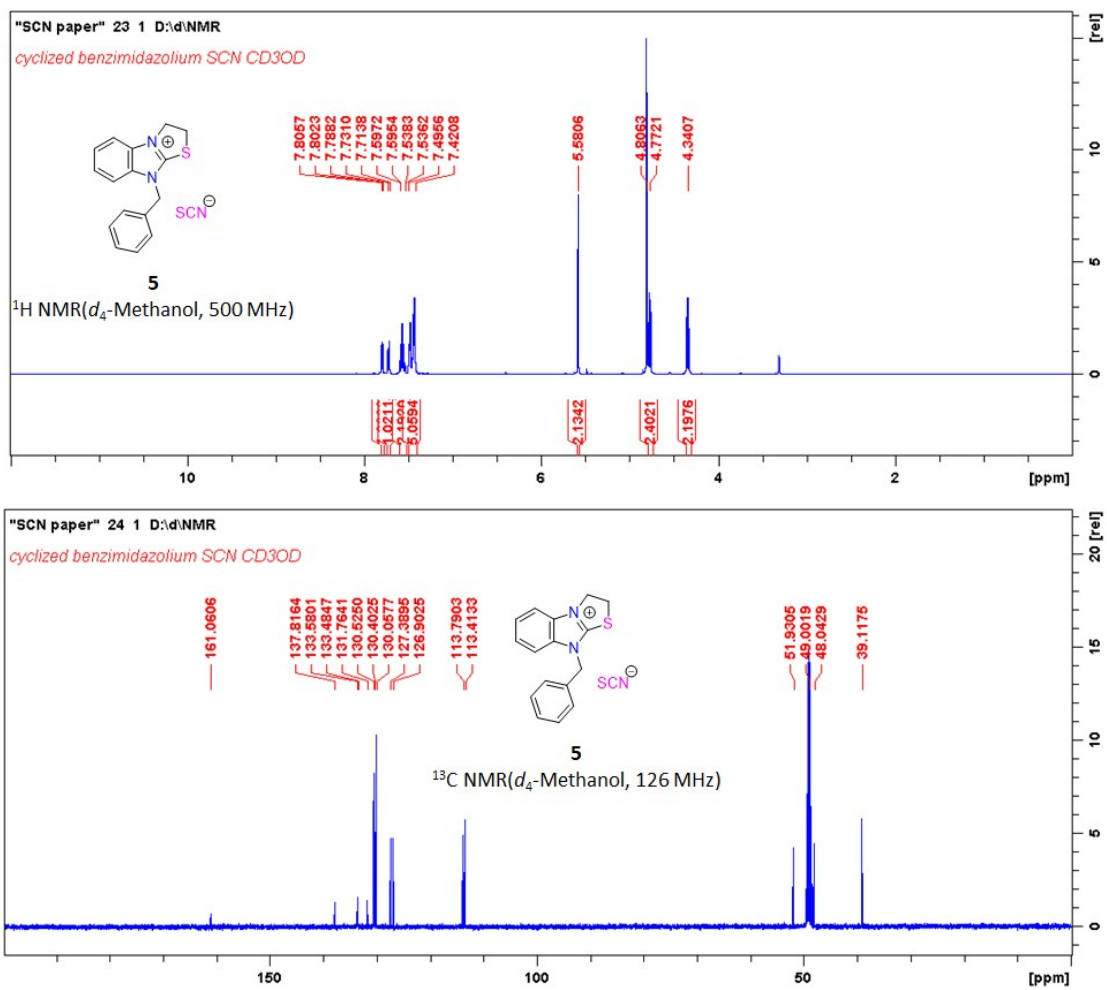 "SCN paper" 23 1 D:\d\NMR
[rel]
cyclized benzimidazolium SCN CD3OD
7.8057
7.8023
7.7882
7.7310
7.7138
7.5972
7.5954
7.5383
7.5362
7.4956
7.4208
5.5806
4.8063
4.7721
4.3407
N
⊕
S
N
SCN⊖
5
¹H NMR(d₄-Methanol, 500 MHz)
10
5
0
1.0211
5.0594
2.1342
2.4021
2.1976
10 8 6 4 2 [ppm]
"SCN paper" 24 1 D:\d\NMR
[rel]
cyclized benzimidazolium SCN CD3OD
161.0606
137.8164
133.5801
133.4847
131.7641
130.5250
130.4025
130.0577
127.3895
126.9025
113.7903
113.4133
51.9305
49.0019
48.0429
39.1175
N
⊕
S
N
SCN⊖
5
¹³C NMR(d₄-Methanol, 126 MHz)
20
15
10
5
0
150 100 50 [ppm]